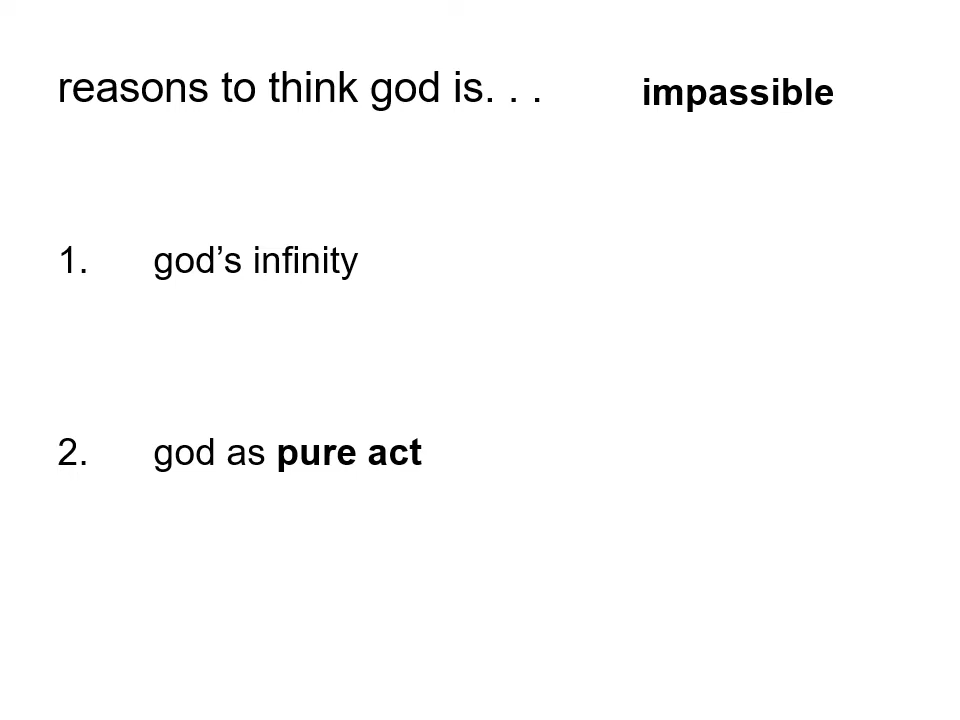 reasons to think god is. . . impassible
1. god’s infinity
2. god as pure act